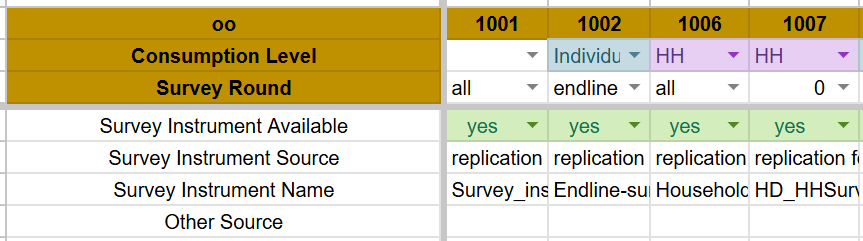 oo 1001 1002 1006 1007
Consumption Level Individu HH HH
Survey Round all endline all 0
Survey Instrument Available yes yes yes yes
Survey Instrument Source replication replication replication replication f
Survey Instrument Name Survey_ins Endline-su Household HD_HHSurv
Other Source